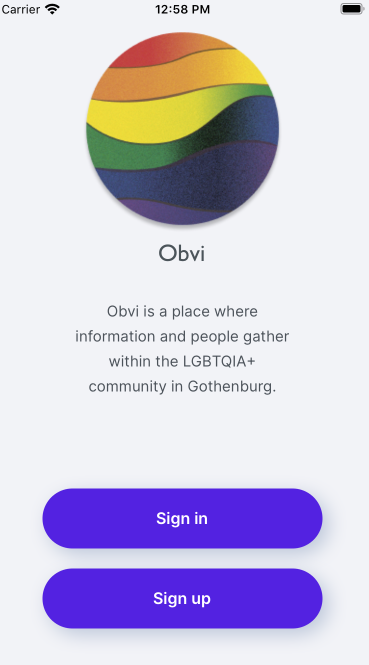 Carrier 12:58 PM
Obvi
Obvi is a place where
information and people gather
within the LGBTQIA+
community in Gothenburg.
Sign in
Sign up